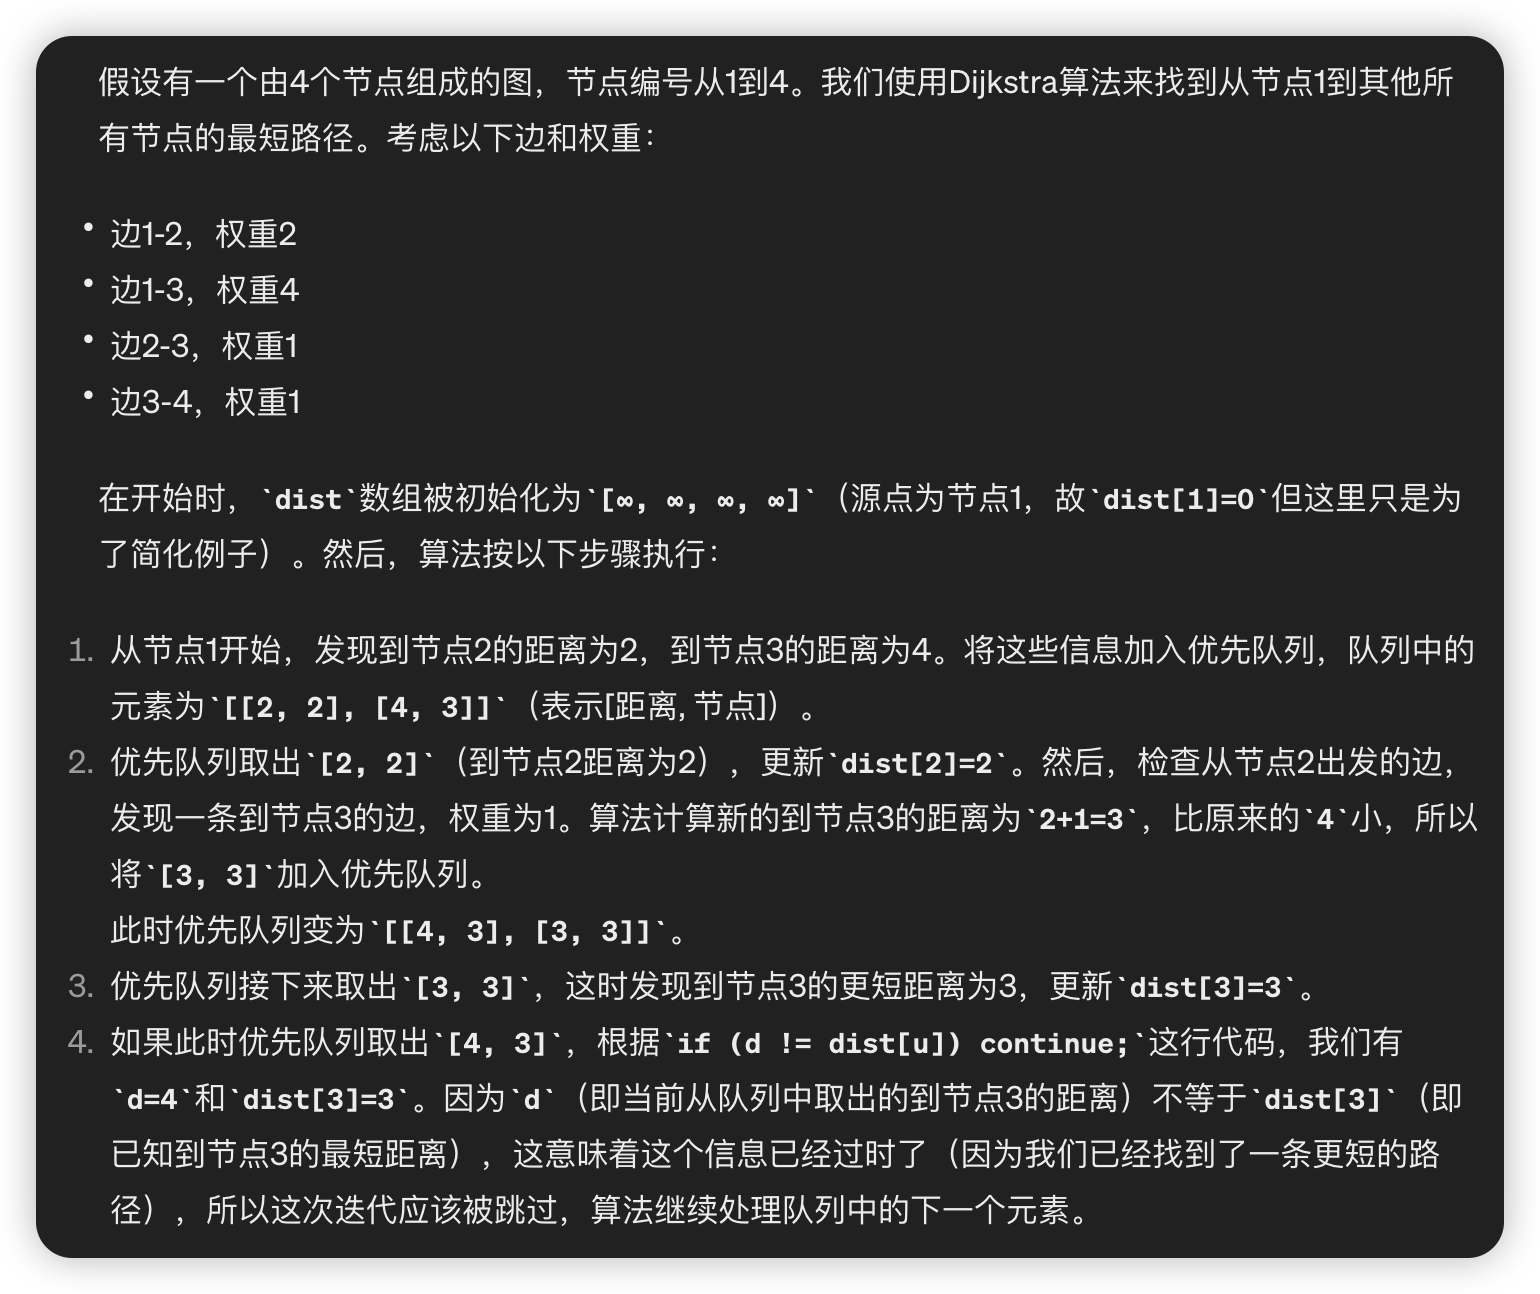 假设有一个由4个节点组成的图，节点编号从1到4。我们使用Dijkstra算法来找到从节点1到其他所
有节点的最短路径。考虑以下边和权重：
• 边1-2，权重2
• 边1-3，权重4
• 边2-3，权重1
• 边3-4，权重1
在开始时，`dist`数组被初始化为`[∞, ∞, ∞, ∞]`（源点为节点1，故`dist[1]=0`但这里只是为
了简化例子）。然后，算法按以下步骤执行：
1. 从节点1开始，发现到节点2的距离为2，到节点3的距离为4。将这些信息加入优先队列，队列中的
元素为`[[2, 2], [4, 3]]`（表示[距离, 节点]）。
2. 优先队列取出`[2, 2]`（到节点2距离为2），更新`dist[2]=2`。然后，检查从节点2出发的边，
发现一条到节点3的边，权重为1。算法计算新的到节点3的距离为`2+1=3`，比原来的`4`小，所以
将`[3, 3]`加入优先队列。
此时优先队列变为`[[4, 3], [3, 3]]`。
3. 优先队列接下来取出`[3, 3]`，这时发现到节点3的更短距离为3，更新`dist[3]=3`。
4. 如果此时优先队列取出`[4, 3]`，根据`if (d != dist[u]) continue;`这行代码，我们有
`d=4`和`dist[3]=3`。因为`d`（即当前从队列中取出的到节点3的距离）不等于`dist[3]`（即
已知到节点3的最短距离），这意味着这个信息已经过时了（因为我们已经找到了一条更短的路
径），所以这次迭代应该被跳过，算法继续处理队列中的下一个元素。